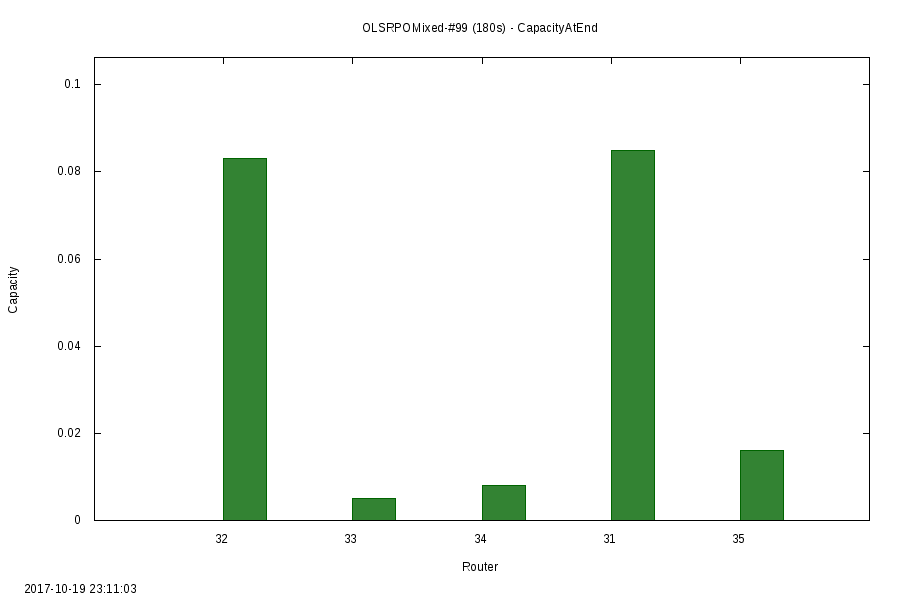 OLSRPOMixed-#99 (180s) - CapacityAtEnd
0.1
0.08
0.06
0.04
0.02
0
Capacity
32 33 34 31 35
Router
2017-10-19 23:11:03